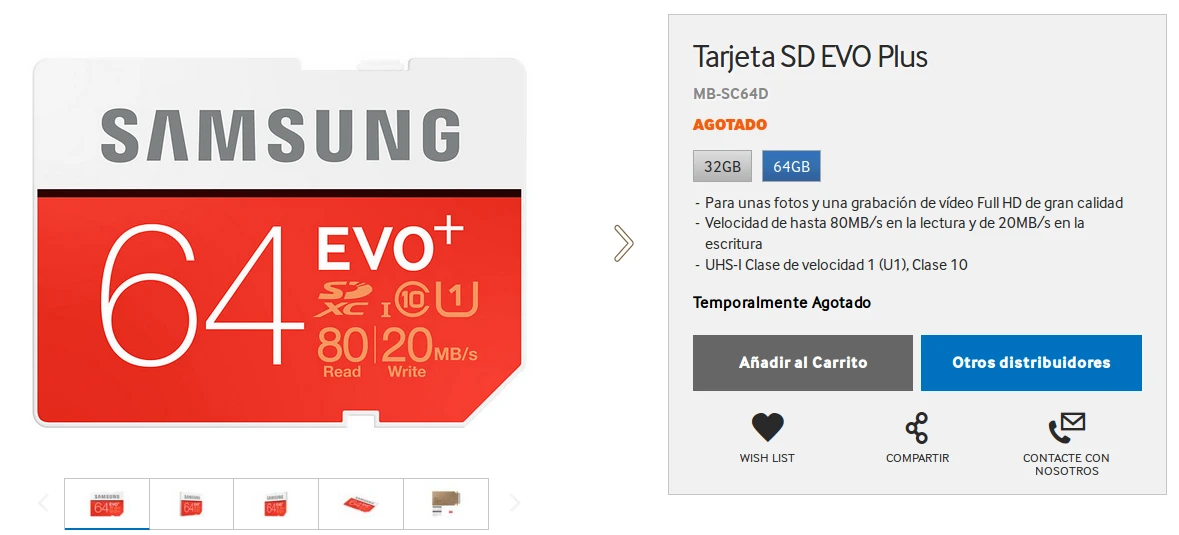 SAMSUNG
64
EVO+
SD
XC
I
10
U1
80 | 20 MB/s
Read Write
Tarjeta SD EVO Plus
MB-SC64D
AGOTADO
32GB 64GB
- Para unas fotos y una grabación de vídeo Full HD de gran calidad
- Velocidad de hasta 80MB/s en la lectura y de 20MB/s en la
escritura
- UHS-I Clase de velocidad 1 (U1), Clase 10
Temporalmente Agotado
Añadir al Carrito
Otros distribuidores
WISH LIST
COMPARTIR
CONTACTE CON
NOSOTROS